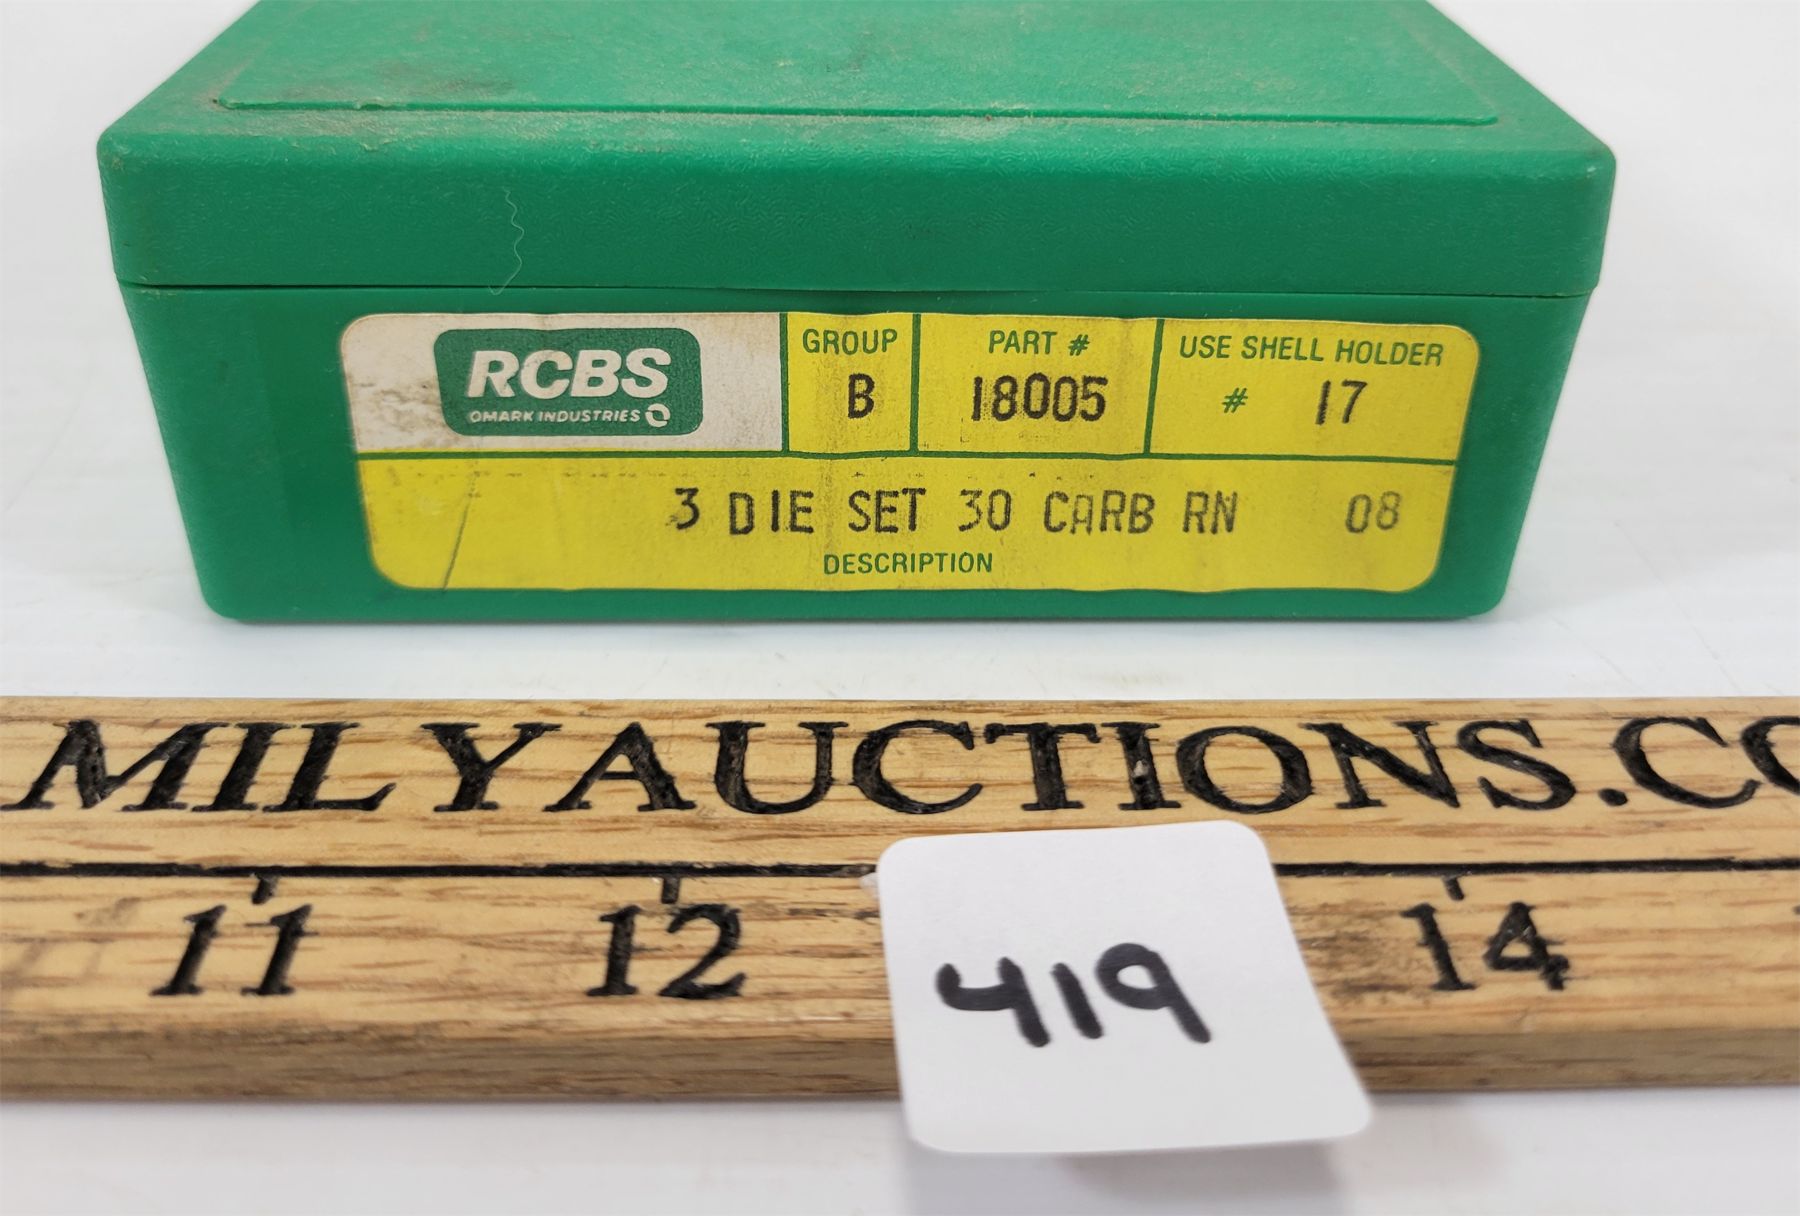 RCBS
OMARK INDUSTRIES
GROUP
B
PART #
18005
USE SHELL HOLDER
# 17
3 DIE SET 30 CARB RN 08
DESCRIPTION
MILYAUCTIONS.CO
11 12 14
419